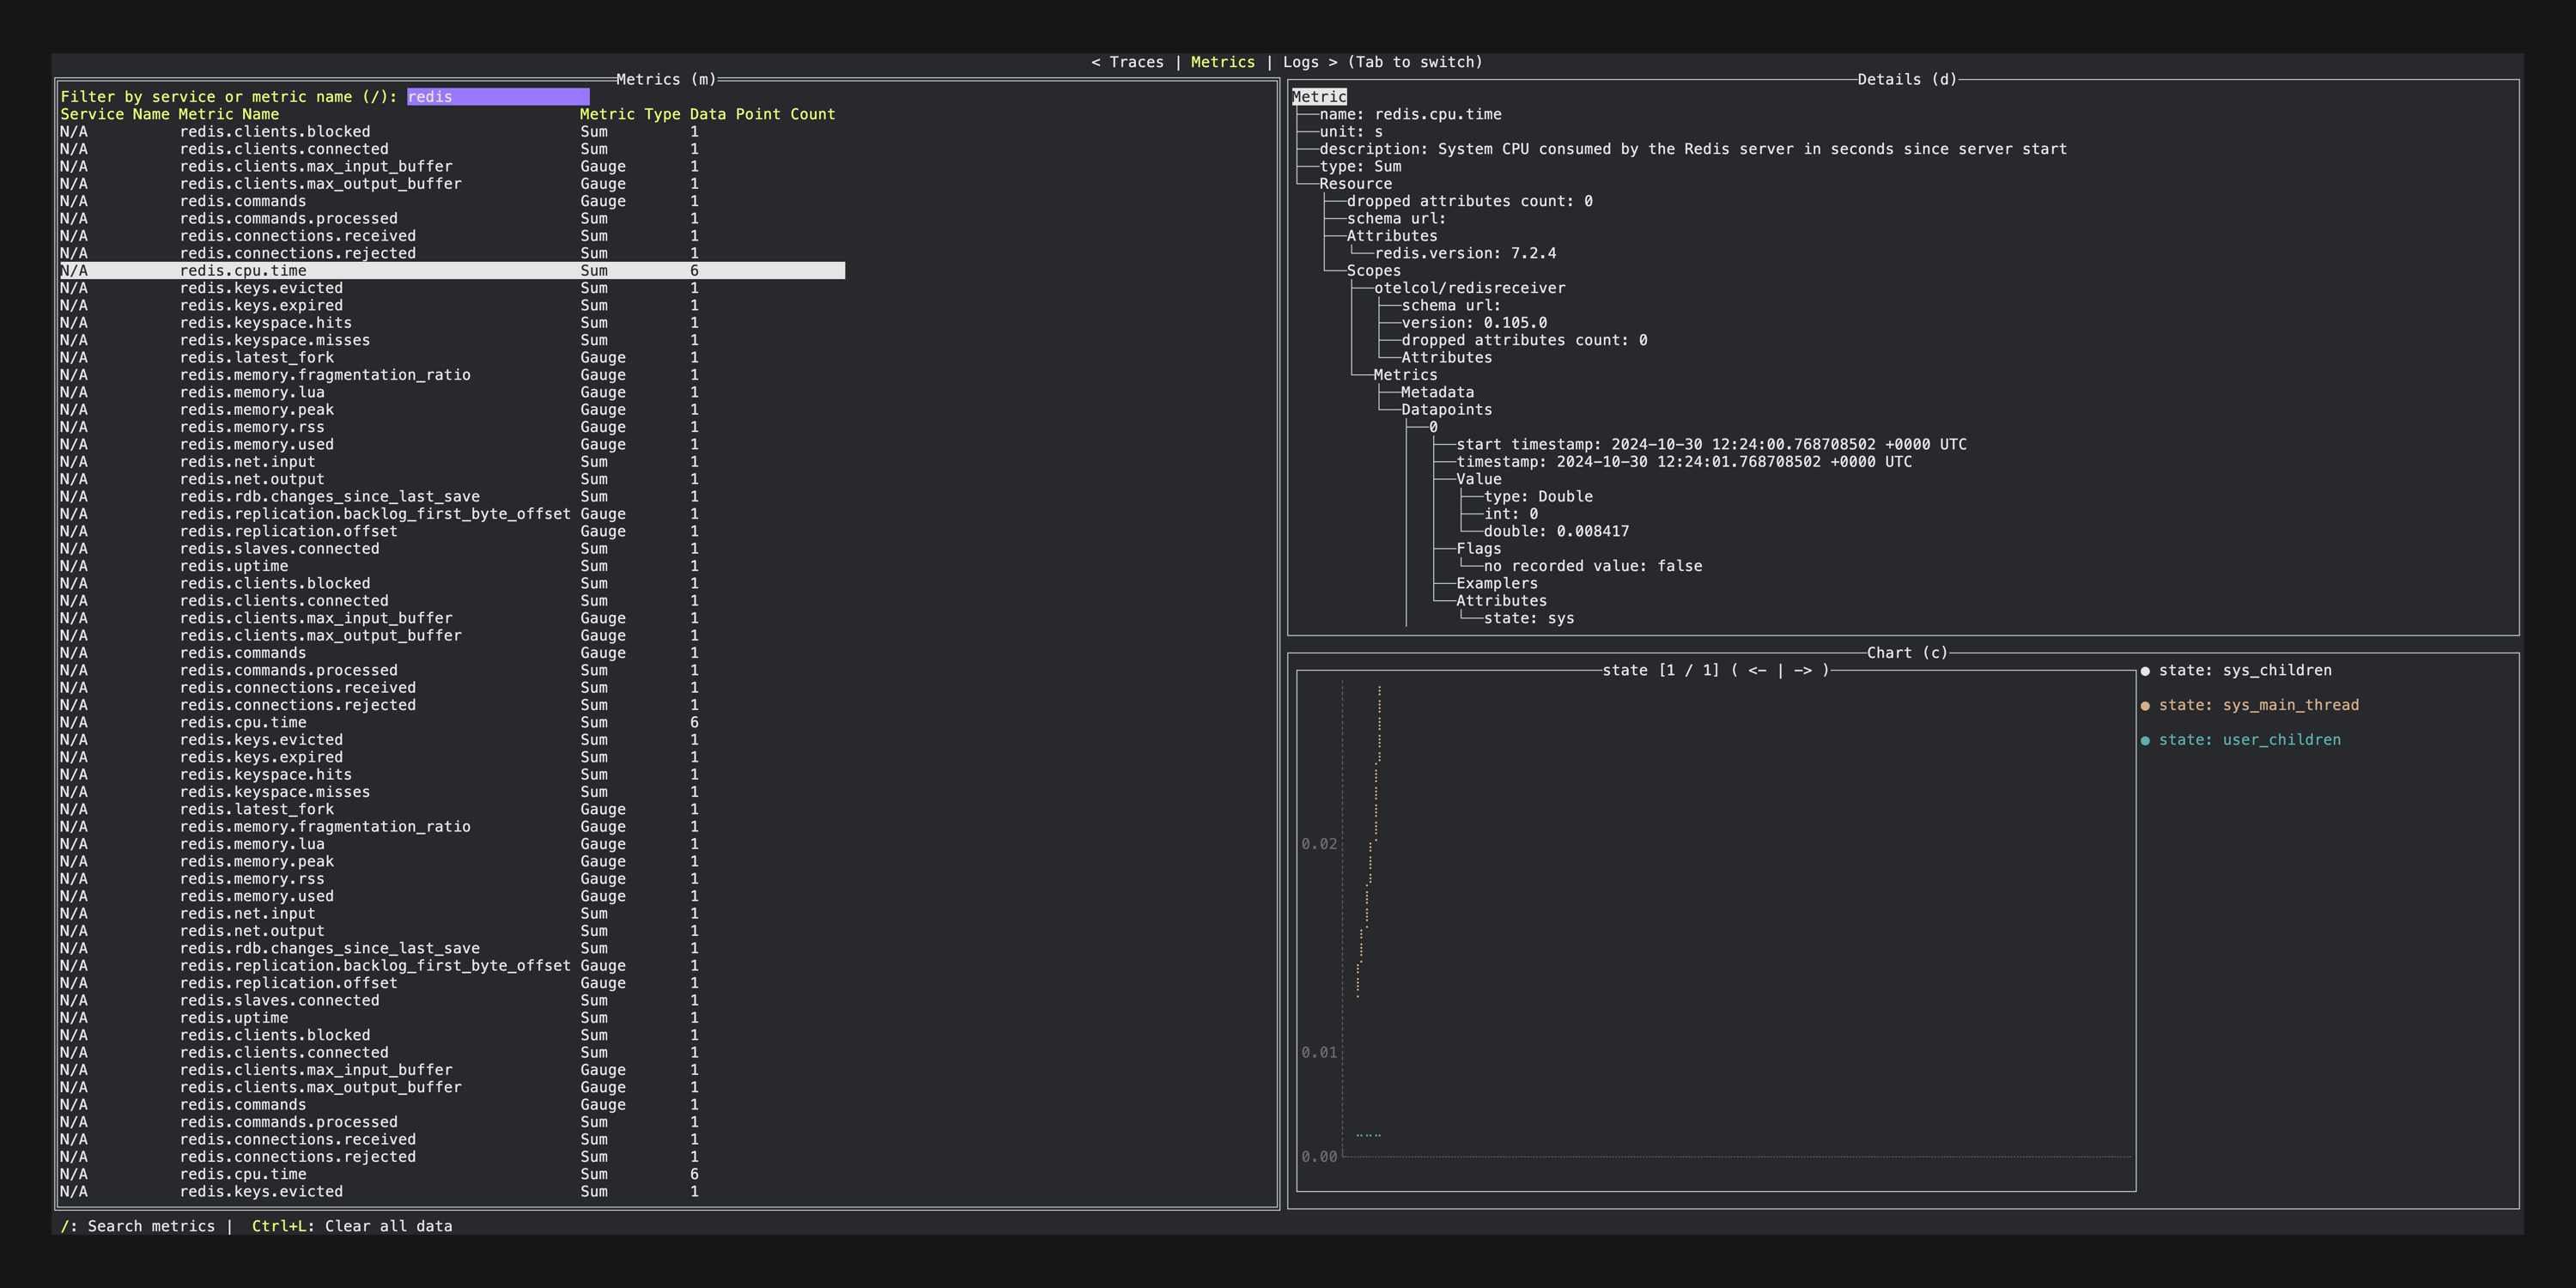 < Traces | Metrics | Logs > (Tab to switch)
Metrics (m)
Filter by service or metric name (/): redis
Service Name Metric Name Metric Type Data Point Count
N/A redis.clients.blocked Sum 1
N/A redis.clients.connected Sum 1
N/A redis.clients.max_input_buffer Gauge 1
N/A redis.clients.max_output_buffer Gauge 1
N/A redis.commands Gauge 1
N/A redis.commands.processed Sum 1
N/A redis.connections.received Sum 1
N/A redis.connections.rejected Sum 1
N/A redis.cpu.time Sum 6
N/A redis.keys.evicted Sum 1
N/A redis.keys.expired Sum 1
N/A redis.keyspace.hits Sum 1
N/A redis.keyspace.misses Sum 1
N/A redis.latest_fork Gauge 1
N/A redis.memory.fragmentation_ratio Gauge 1
N/A redis.memory.lua Gauge 1
N/A redis.memory.peak Gauge 1
N/A redis.memory.rss Gauge 1
N/A redis.memory.used Gauge 1
N/A redis.net.input Sum 1
N/A redis.net.output Sum 1
N/A redis.rdb.changes_since_last_save Sum 1
N/A redis.replication.backlog_first_byte_offset Gauge 1
N/A redis.replication.offset Gauge 1
N/A redis.slaves.connected Sum 1
N/A redis.uptime Sum 1
N/A redis.clients.blocked Sum 1
N/A redis.clients.connected Sum 1
N/A redis.clients.max_input_buffer Gauge 1
N/A redis.clients.max_output_buffer Gauge 1
N/A redis.commands Gauge 1
N/A redis.commands.processed Sum 1
N/A redis.connections.received Sum 1
N/A redis.connections.rejected Sum 1
N/A redis.cpu.time Sum 6
N/A redis.keys.evicted Sum 1
N/A redis.keys.expired Sum 1
N/A redis.keyspace.hits Sum 1
N/A redis.keyspace.misses Sum 1
N/A redis.latest_fork Gauge 1
N/A redis.memory.fragmentation_ratio Gauge 1
N/A redis.memory.lua Gauge 1
N/A redis.memory.peak Gauge 1
N/A redis.memory.rss Gauge 1
N/A redis.memory.used Gauge 1
N/A redis.net.input Sum 1
N/A redis.net.output Sum 1
N/A redis.rdb.changes_since_last_save Sum 1
N/A redis.replication.backlog_first_byte_offset Gauge 1
N/A redis.replication.offset Gauge 1
N/A redis.slaves.connected Sum 1
N/A redis.uptime Sum 1
N/A redis.clients.blocked Sum 1
N/A redis.clients.connected Sum 1
N/A redis.clients.max_input_buffer Gauge 1
N/A redis.clients.max_output_buffer Gauge 1
N/A redis.commands Gauge 1
N/A redis.commands.processed Sum 1
N/A redis.connections.received Sum 1
N/A redis.connections.rejected Sum 1
N/A redis.cpu.time Sum 6
N/A redis.keys.evicted Sum 1
Details (d)
Metric
name: redis.cpu.time
unit: s
description: System CPU consumed by the Redis server in seconds since server start
type: Sum
Resource
dropped attributes count: 0
schema url:
Attributes
redis.version: 7.2.4
Scopes
otelcol/redisreceiver
schema url:
version: 0.105.0
dropped attributes count: 0
Attributes
Metrics
Metadata
Datapoints
0
start timestamp: 2024-10-30 12:24:00.768708502 +0000 UTC
timestamp: 2024-10-30 12:24:01.768708502 +0000 UTC
Value
type: Double
int: 0
double: 0.008417
Flags
no recorded value: false
Examplers
Attributes
state: sys
Chart (c)
state [1 / 1] ( <- | -> )
0.02
0.01
0.00
state: sys_children
state: sys_main_thread
state: user_children
/: Search metrics | Ctrl+L: Clear all data